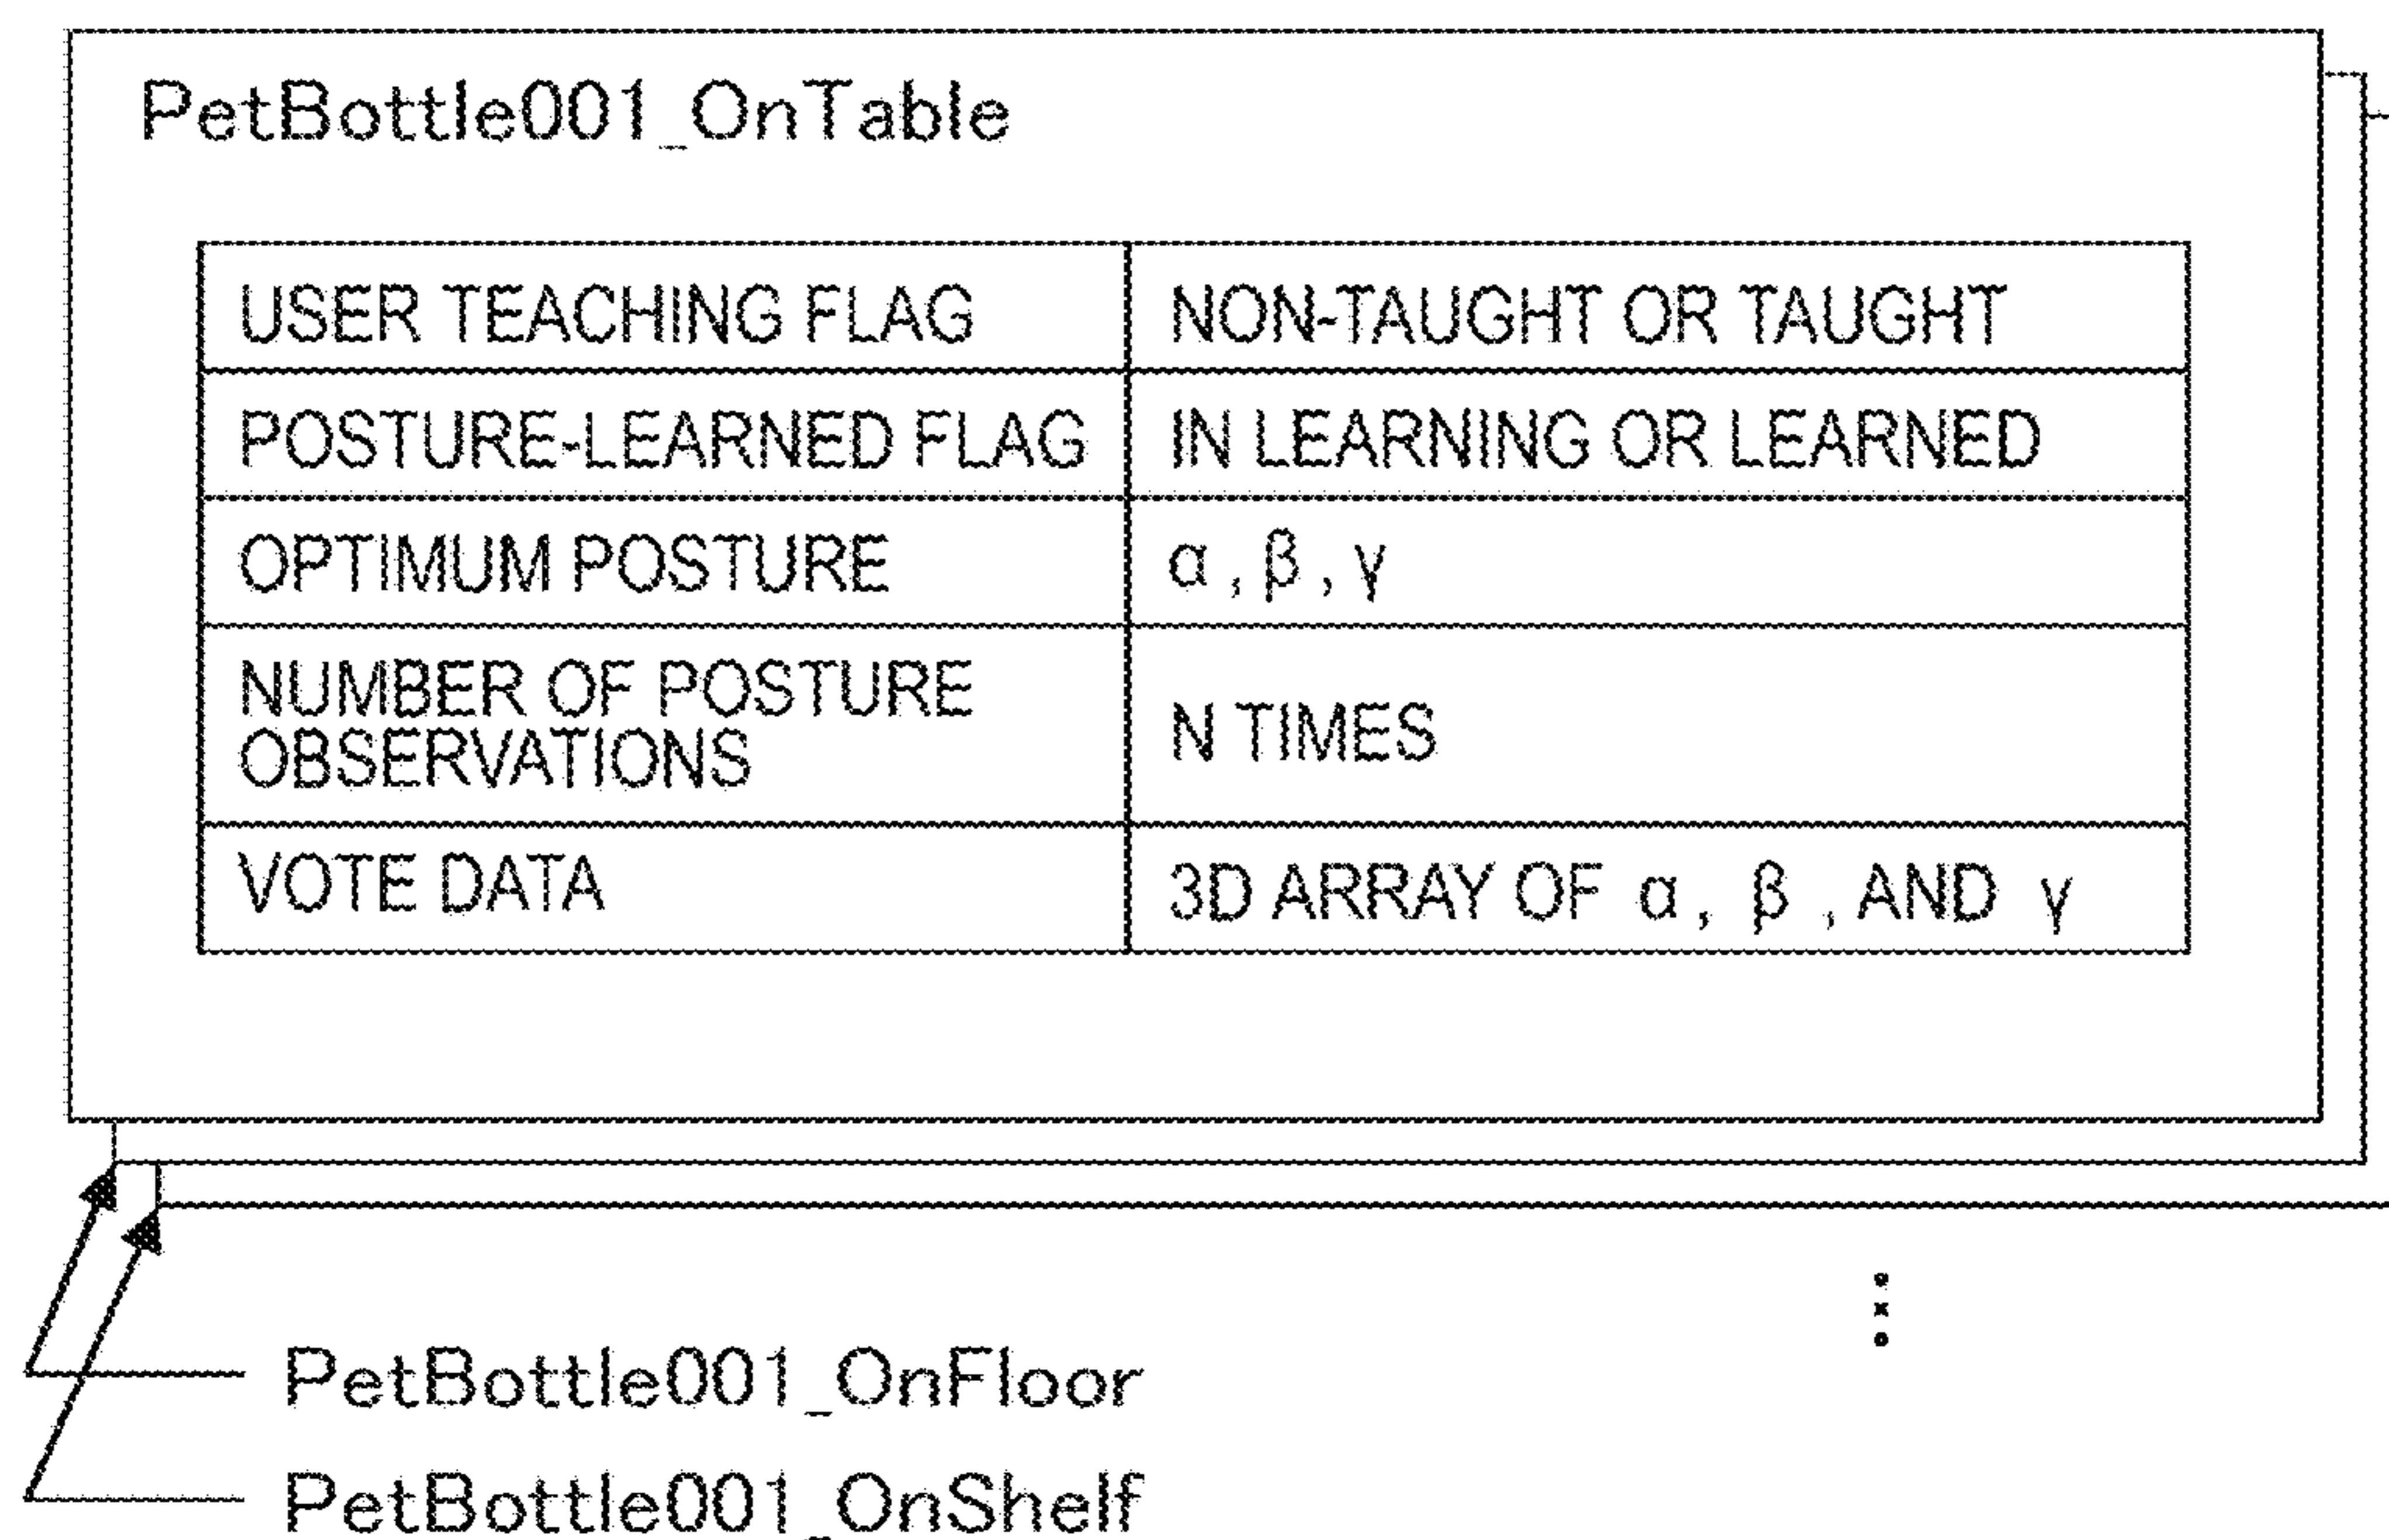 PetBottle001_OnTable
USER TEACHING FLAG NON-TAUGHT OR TAUGHT
POSTURE-LEARNED FLAG IN LEARNING OR LEARNED
OPTIMUM POSTURE α, β, γ
NUMBER OF POSTURE
OBSERVATIONS
N TIMES
VOTE DATA 3D ARRAY OF α, β, AND γ
PetBottle001_OnFloor
PetBottle001_OnShelf